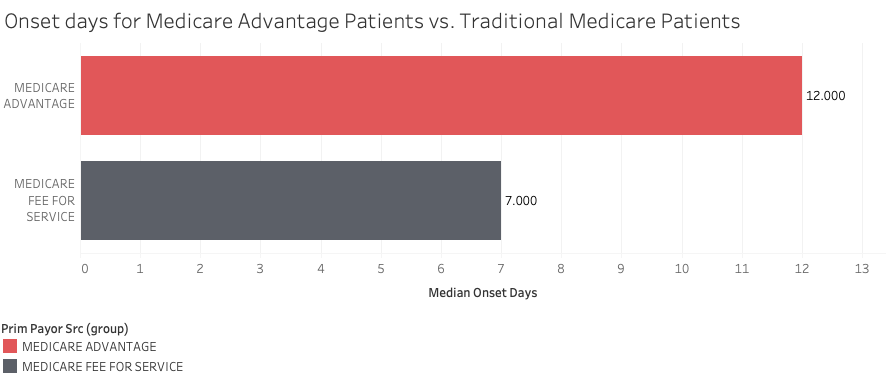 Onset days for Medicare Advantage Patients vs. Traditional Medicare Patients
MEDICARE
ADVANTAGE
12.000
MEDICARE
FEE FOR
SERVICE
7.000
0 1 2 3 4 5 6 7 8 9 10 11 12 13
Median Onset Days
Prim Payor Src (group)
MEDICARE ADVANTAGE
MEDICARE FEE FOR SERVICE